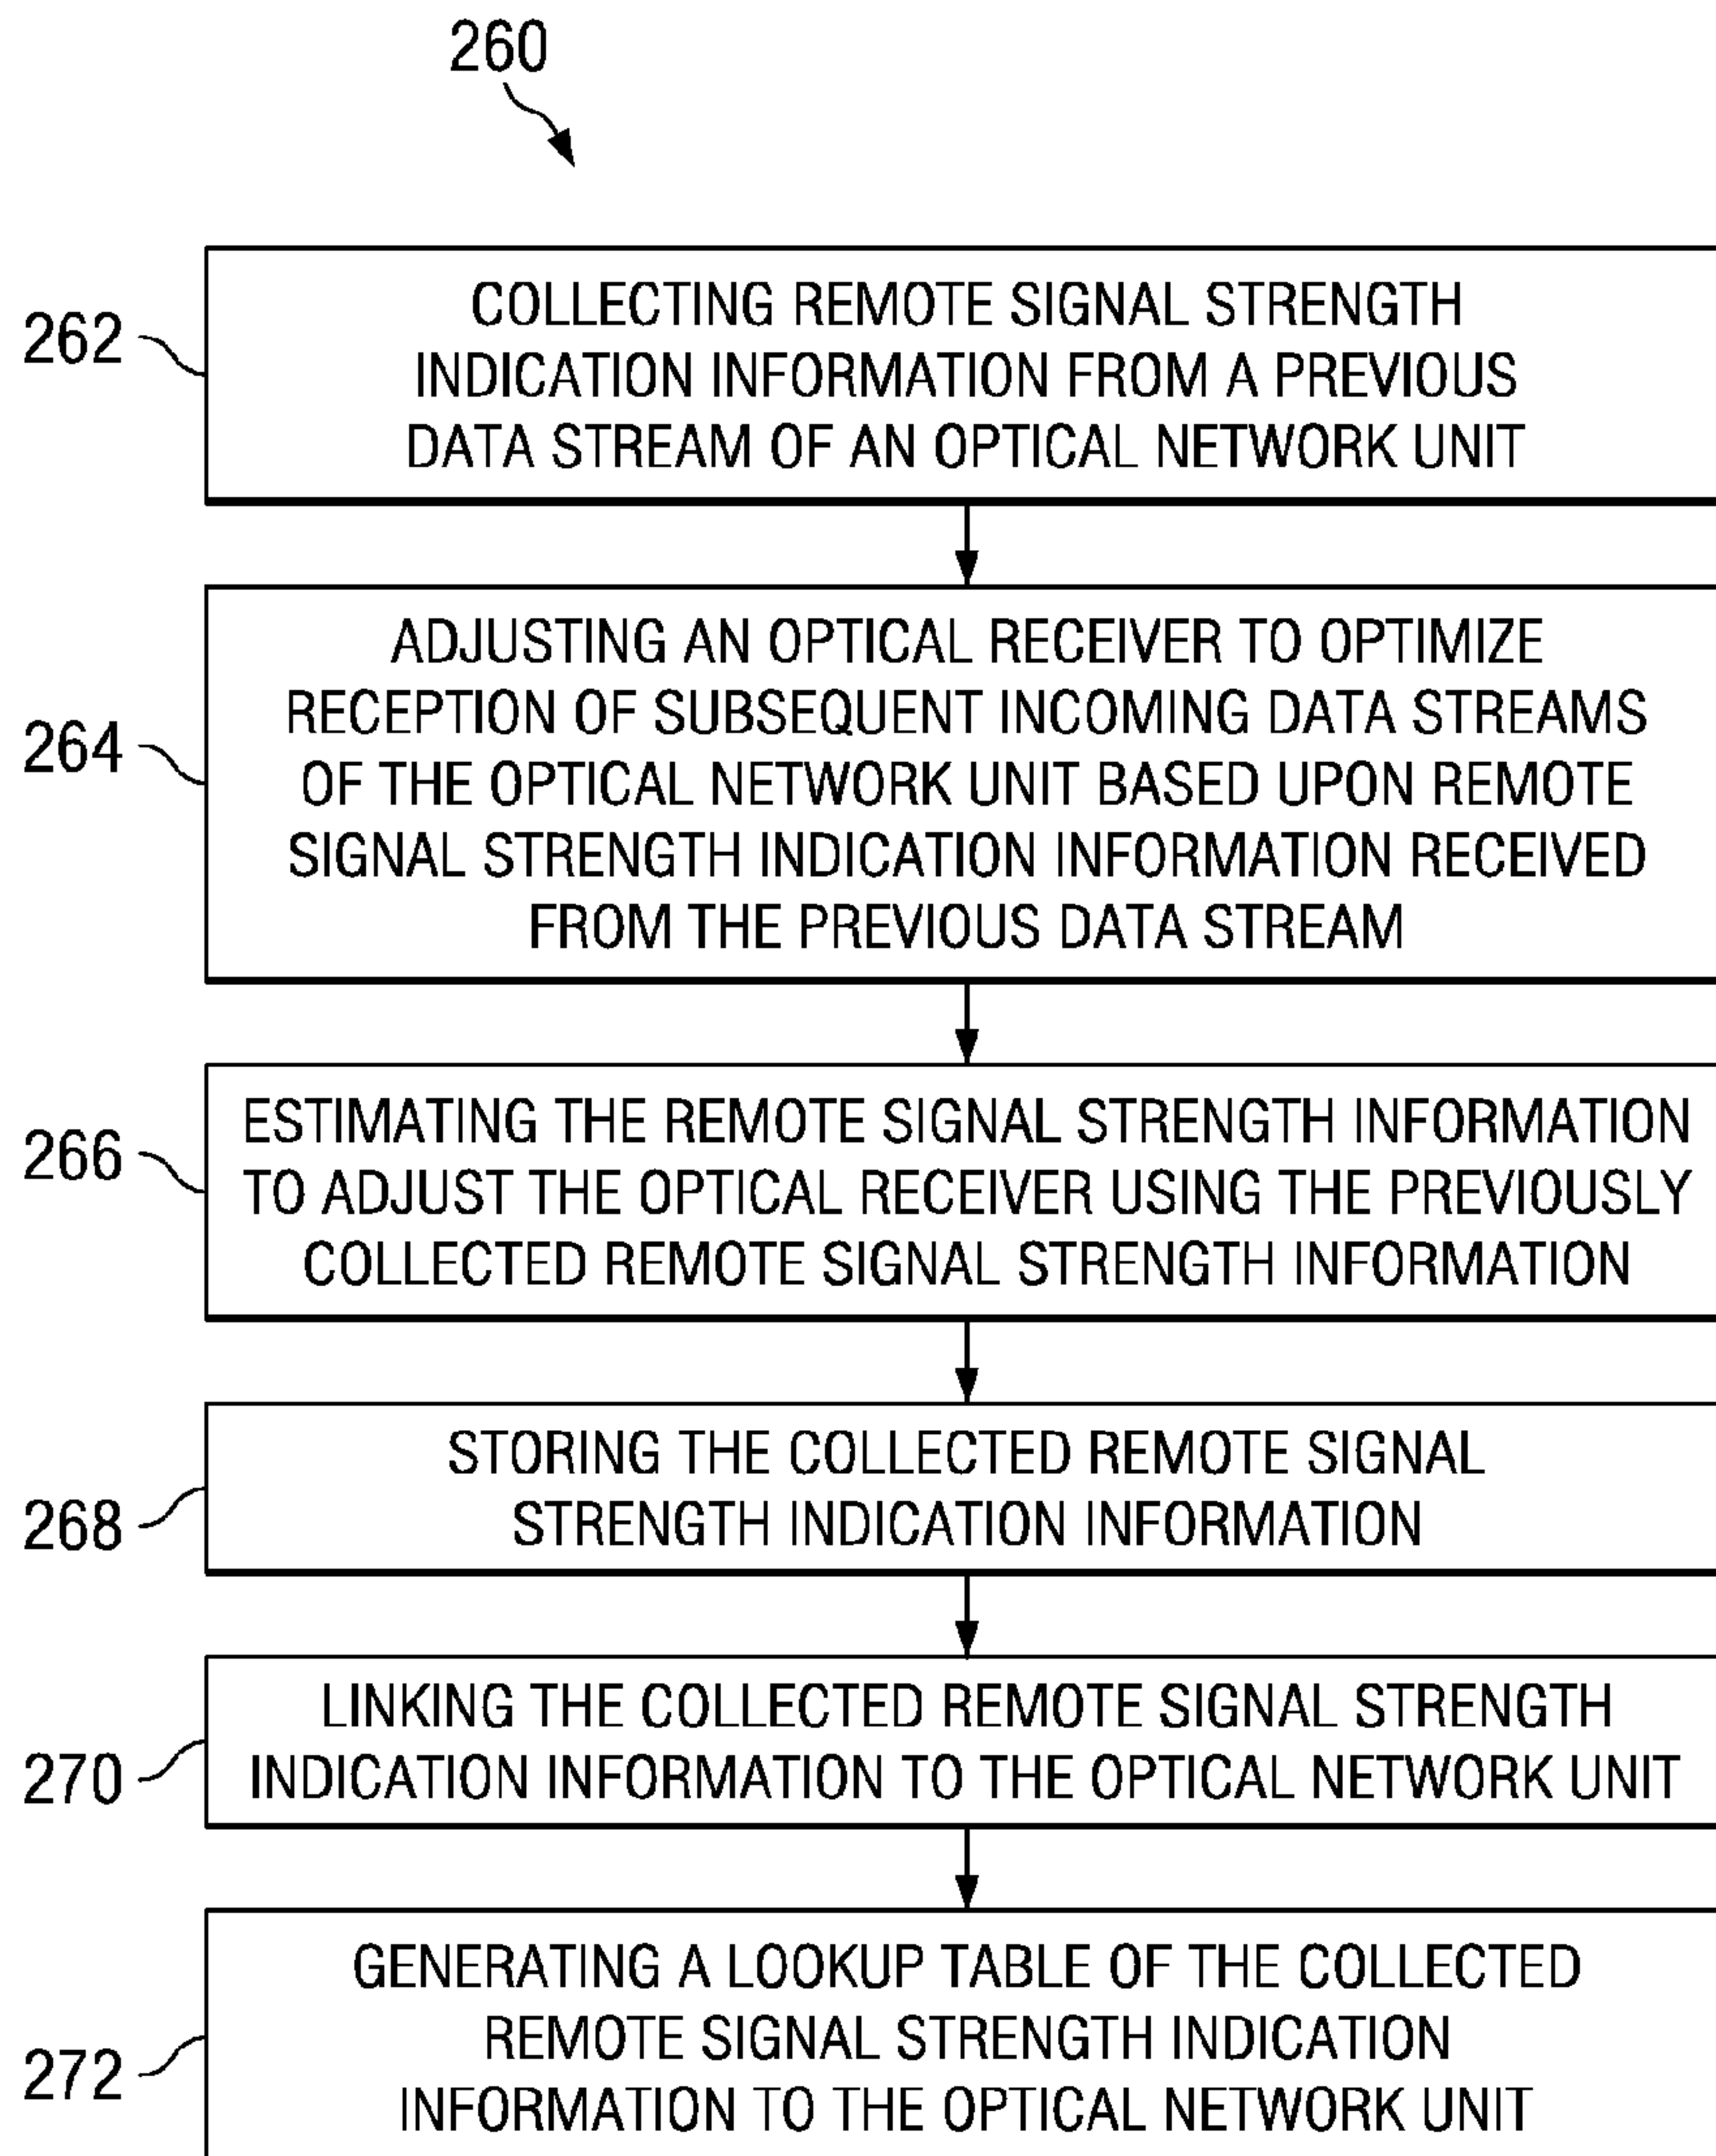 260
262
COLLECTING REMOTE SIGNAL STRENGTH
INDICATION INFORMATION FROM A PREVIOUS
DATA STREAM OF AN OPTICAL NETWORK UNIT
264
ADJUSTING AN OPTICAL RECEIVER TO OPTIMIZE
RECEPTION OF SUBSEQUENT INCOMING DATA STREAMS
OF THE OPTICAL NETWORK UNIT BASED UPON REMOTE
SIGNAL STRENGTH INDICATION INFORMATION RECEIVED
FROM THE PREVIOUS DATA STREAM
266
ESTIMATING THE REMOTE SIGNAL STRENGTH INFORMATION
TO ADJUST THE OPTICAL RECEIVER USING THE PREVIOUSLY
COLLECTED REMOTE SIGNAL STRENGTH INFORMATION
268
STORING THE COLLECTED REMOTE SIGNAL
STRENGTH INDICATION INFORMATION
270
LINKING THE COLLECTED REMOTE SIGNAL STRENGTH
INDICATION INFORMATION TO THE OPTICAL NETWORK UNIT
272
GENERATING A LOOKUP TABLE OF THE COLLECTED
REMOTE SIGNAL STRENGTH INDICATION
INFORMATION TO THE OPTICAL NETWORK UNIT